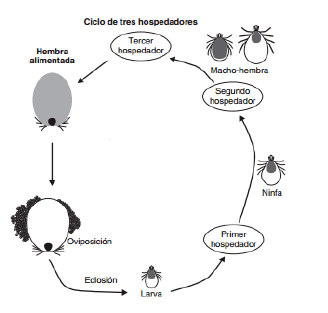 Ciclo de tres hospedadores
Tercer
hospedador
Hembra
alimentada
Macho-hembra
Segundo
hospedador
Ninfa
Primer
hospedador
Oviposición
Eclosión
Larva